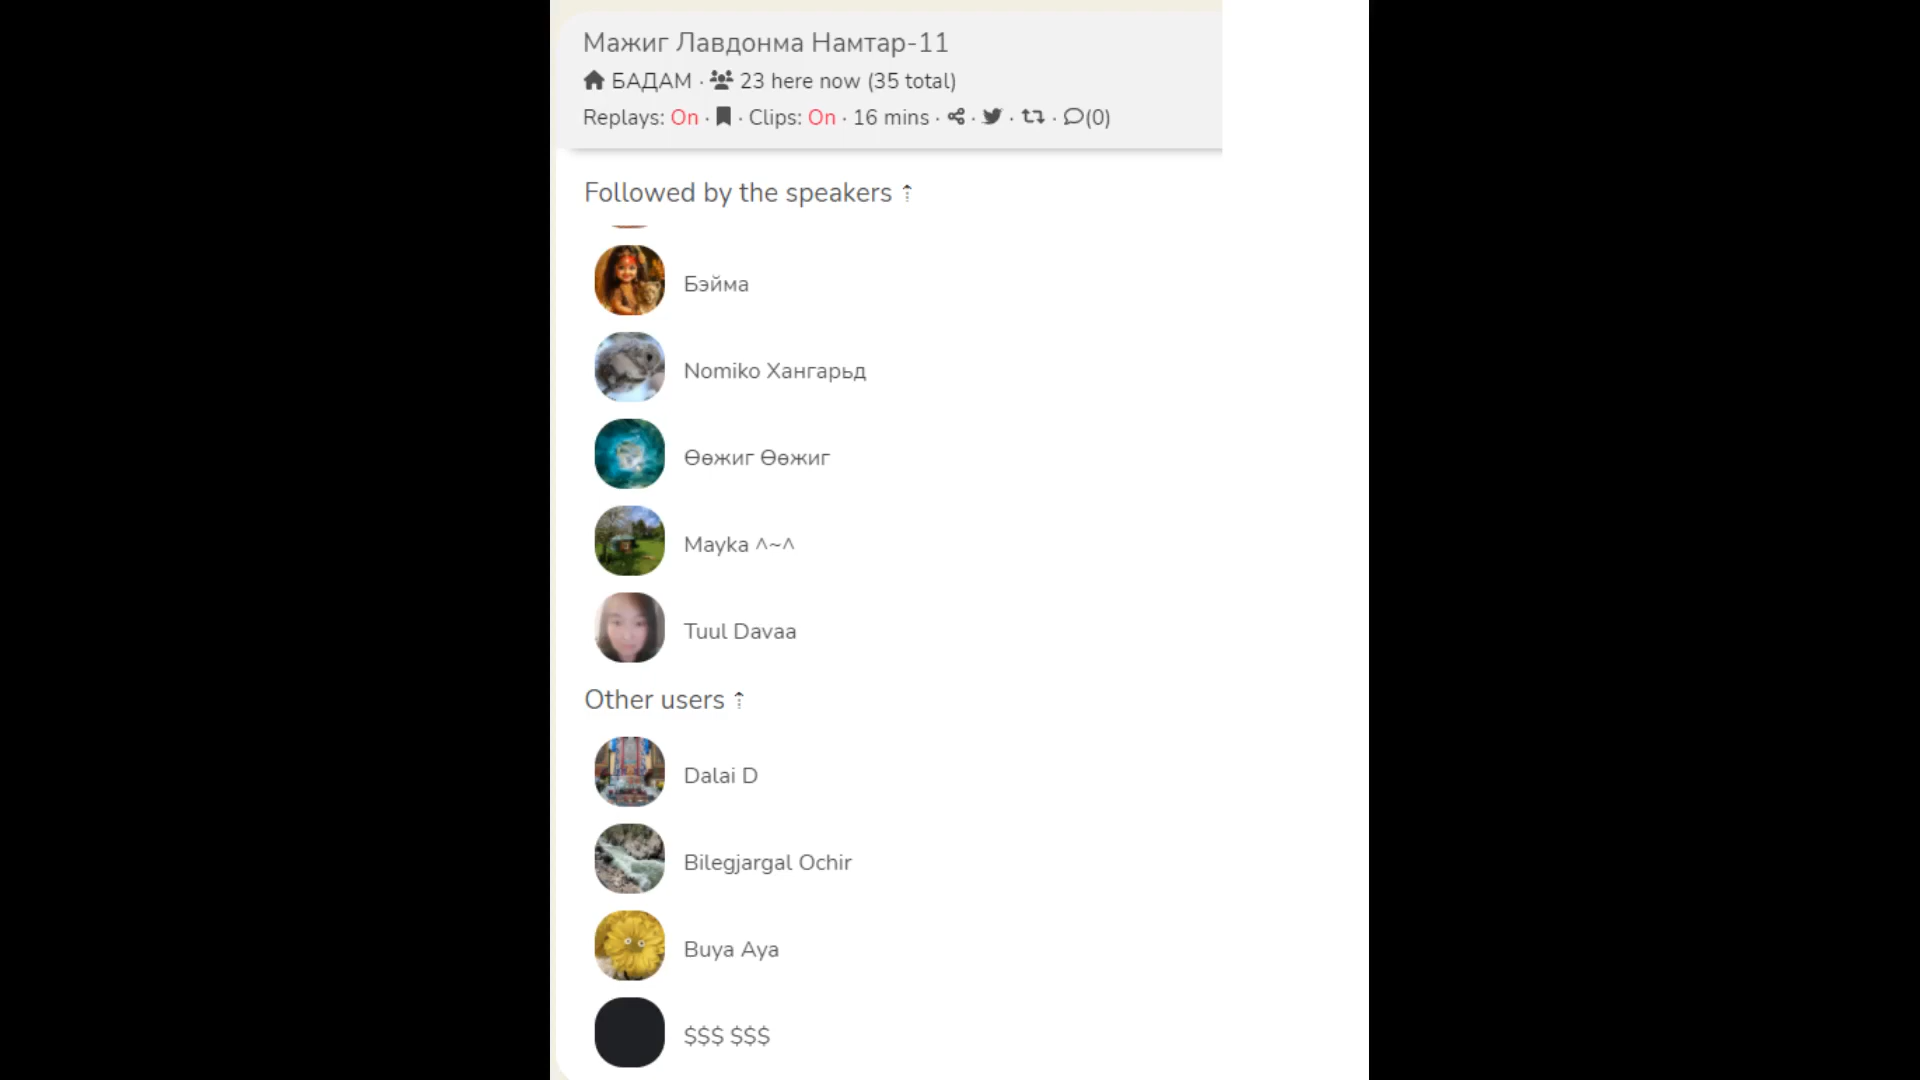 Мажиг Лавдонма Намтар-11
БАДАМ · 23 here now (35 total)
Replays: On · · Clips: On · 16 mins · · · · (0)
Followed by the speakers
Бэйма
Nomiko Хангарьд
Өөжиг Өөжиг
Mayka ^~^
Tuul Davaa
Other users
Dalai D
Bilegjargal Ochir
Buya Aya
$$$ $$$